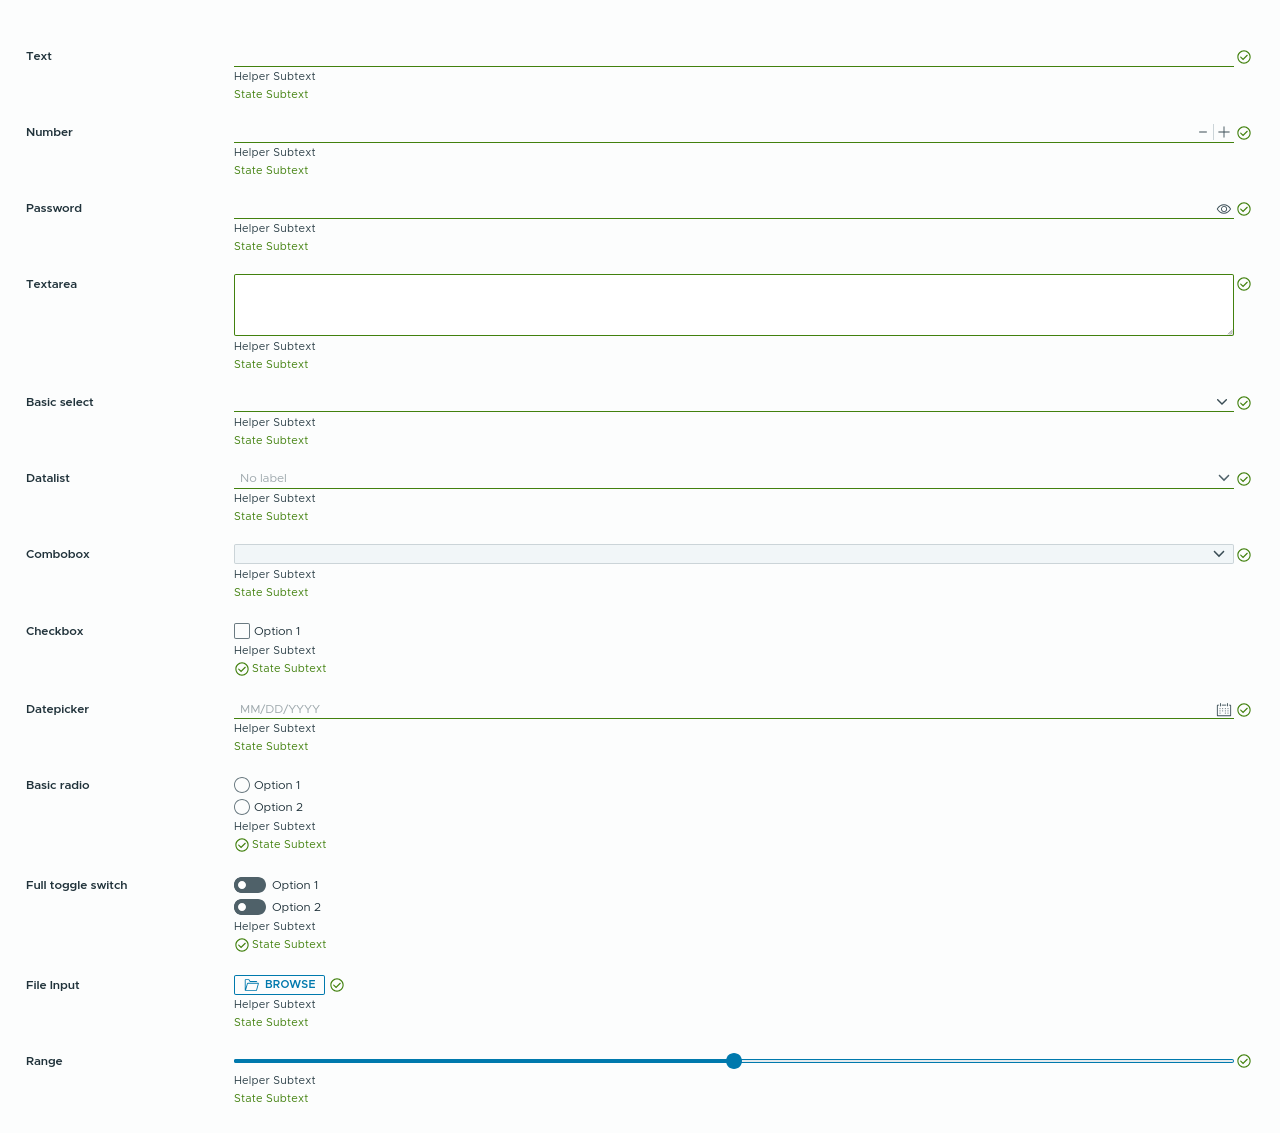 Text
Helper Subtext
State Subtext
Number
Helper Subtext
State Subtext
Password
Helper Subtext
State Subtext
Textarea
Helper Subtext
State Subtext
Basic select
Helper Subtext
State Subtext
Datalist
No label
Helper Subtext
State Subtext
Combobox
Helper Subtext
State Subtext
Checkbox
Option 1
Helper Subtext
State Subtext
Datepicker
MM/DD/YYYY
Helper Subtext
State Subtext
Basic radio
Option 1
Option 2
Helper Subtext
State Subtext
Full toggle switch
Option 1
Option 2
Helper Subtext
State Subtext
File Input
BROWSE
Helper Subtext
State Subtext
Range
Helper Subtext
State Subtext